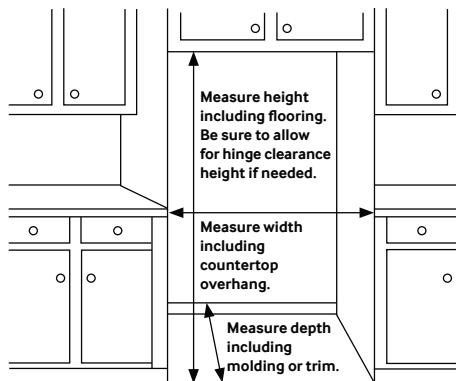 Measure height
including flooring.
Be sure to allow
for hinge clearance
height if needed.
Measure width
including
countertop
overhang.
Measure depth
including
molding or trim.